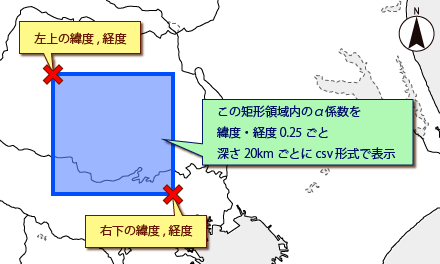 左上の緯度 , 経度
N
この矩形領域内のα係数を
緯度・経度 0.25 ごと
深さ 20km ごとに csv 形式で表示
右下の緯度 , 経度